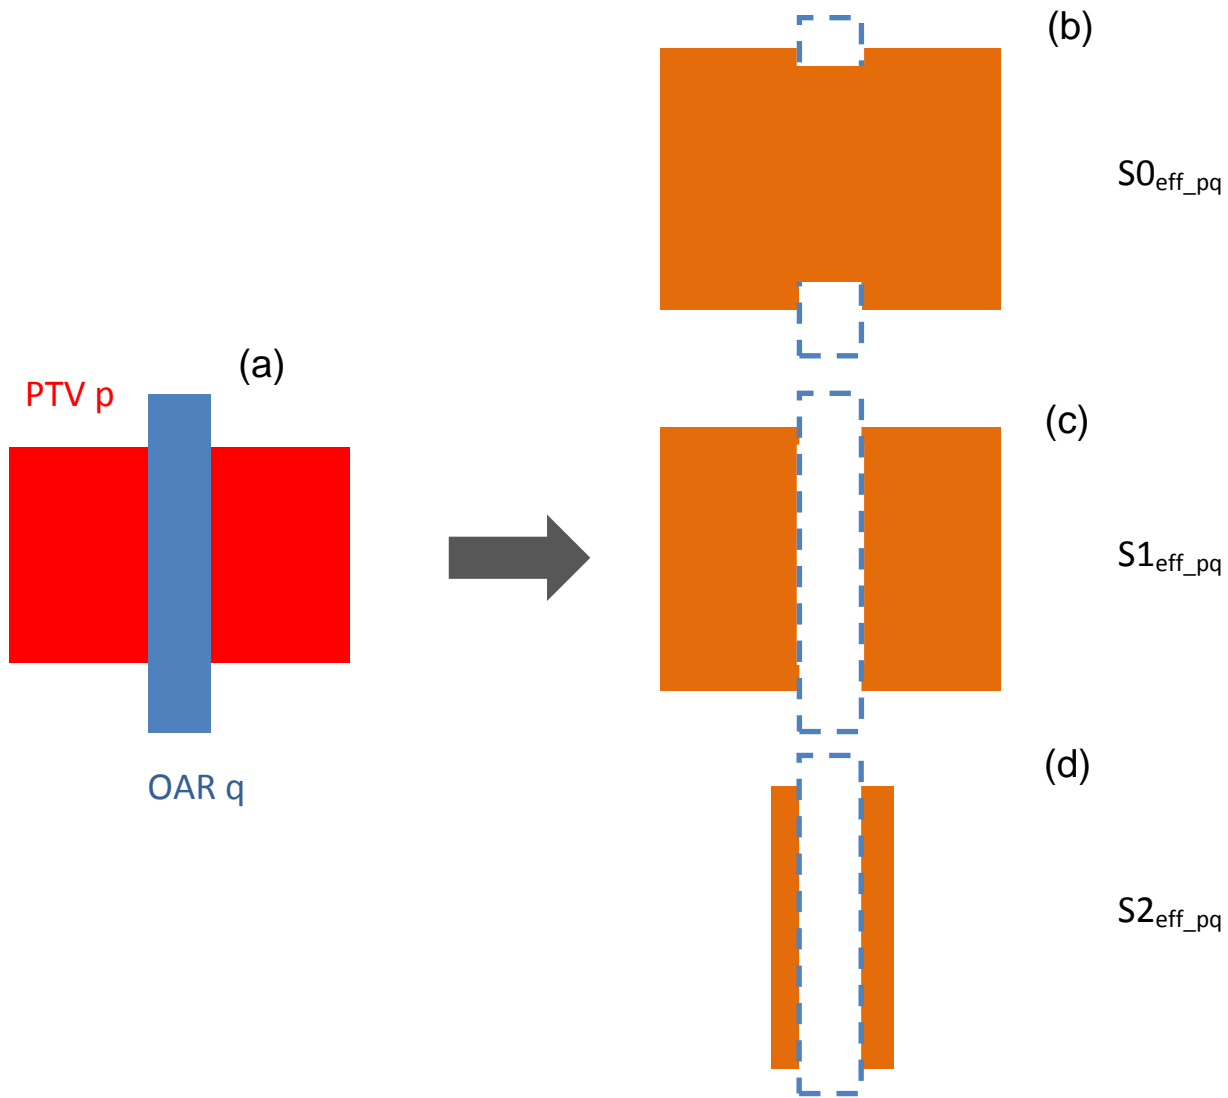 (b)
S0eff_pq
(a)
PTV p
(c)
S1eff_pq
OAR q
(d)
S2eff_pq